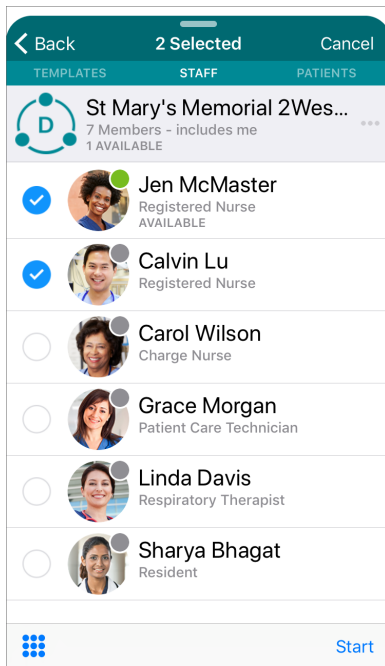 Back
2 Selected
Cancel
TEMPLATES
STAFF
PATIENTS
D
St Mary's Memorial 2Wes...
7 Members - includes me
1 AVAILABLE
Jen McMaster
Registered Nurse
AVAILABLE
Calvin Lu
Registered Nurse
Carol Wilson
Charge Nurse
Grace Morgan
Patient Care Technician
Linda Davis
Respiratory Therapist
Sharya Bhagat
Resident
Start